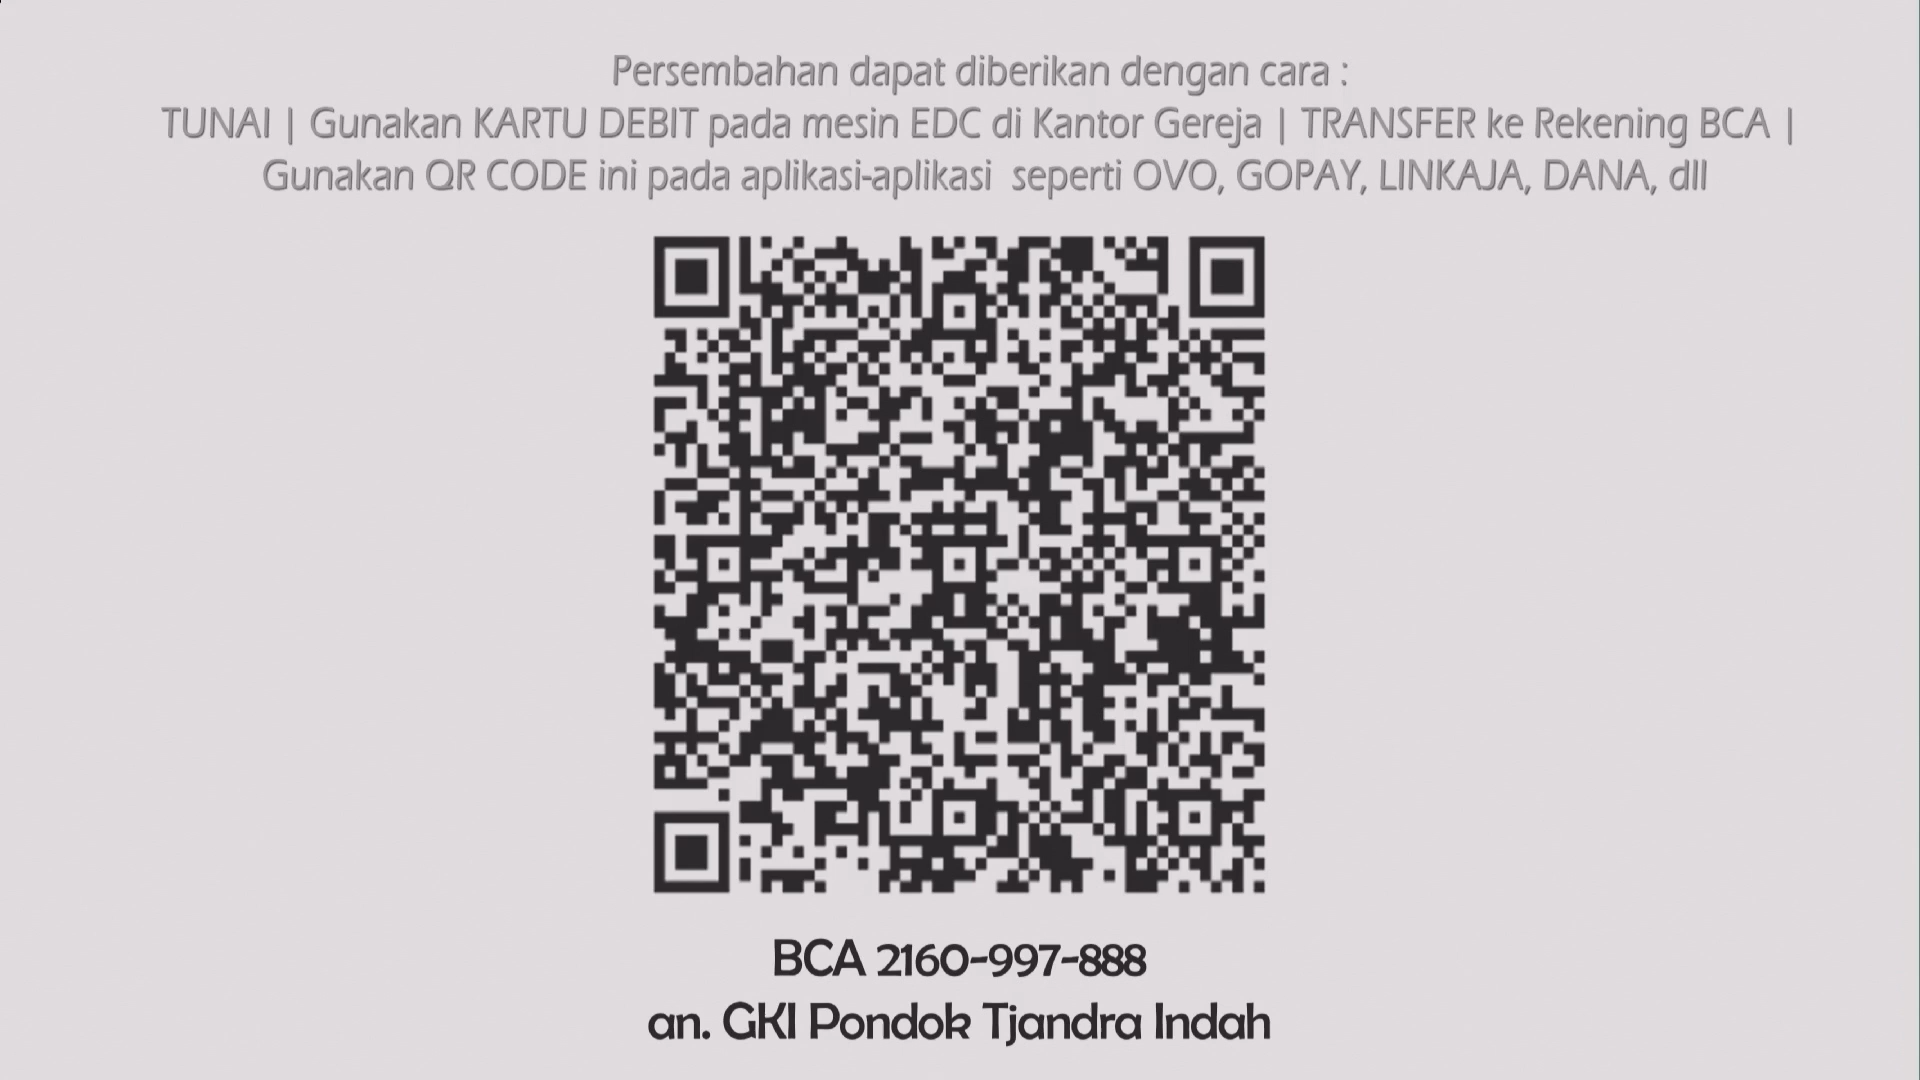 Persembahan dapat diberikan dengan cara :
TUNAI | Gunakan KARTU DEBIT pada mesin EDC di Kantor Gereja | TRANSFER ke Rekening BCA |
Gunakan QR CODE ini pada aplikasi-aplikasi  seperti OVO, GOPAY, LINKAJA, DANA, dll
BCA 2160-997-888
an. GKI Pondok Tjandra Indah